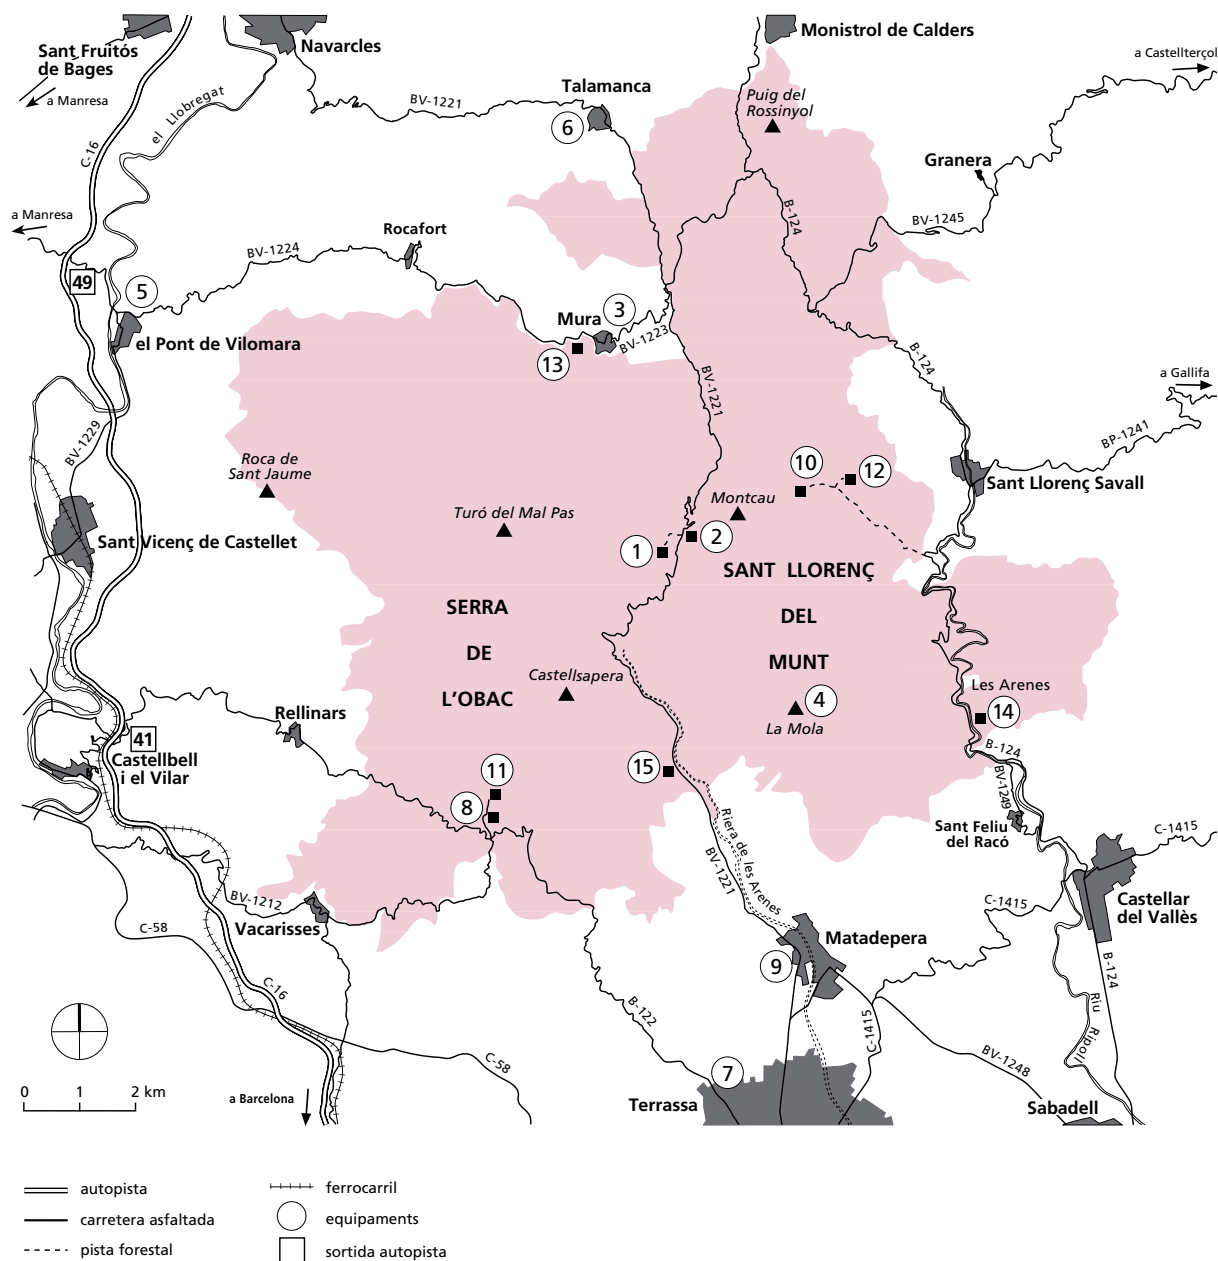 Sant Fruitós
de Bages
a Manresa
Navarcles
Monistrol de Calders
a Castellterçol
C-16
el Llobregat
BV-1221
Talamanca
6
Puig del
Rossinyol
Granera
a Manresa
49
5
BV-1224
Rocafort
B-124
BV-1245
el Pont de Vilomara
Mura
3
BV-1223
13
BV-1221
B-124
a Gallifa
BP-1241
BV-1229
Roca de
Sant Jaume
10
12
Sant Llorenç Savall
Sant Vicenç de Castellet
Turó del Mal Pas
Montcau
1
2
SANT LLORENÇ
DEL
MUNT
SERRA
DE
L'OBAC
Castellsapera
4
La Mola
Les Arenes
14
Rellinars
41
Castellbell
i el Vilar
11
8
15
B-124
BV-1249
Sant Feliu
del Racó
C-1415
Riera de les Arenes
BV-1221
BV-1212
Vacarisses
C-58
C-16
Castellar
del Vallès
C-1415
Matadepera
9
B-124
Riu Ripoll
B-122
C-1415
BV-1248
C-58
7
Terrassa
Sabadell
0 1 2 km
a Barcelona
autopista
carretera asfaltada
pista forestal
ferrocarril
equipaments
sortida autopista